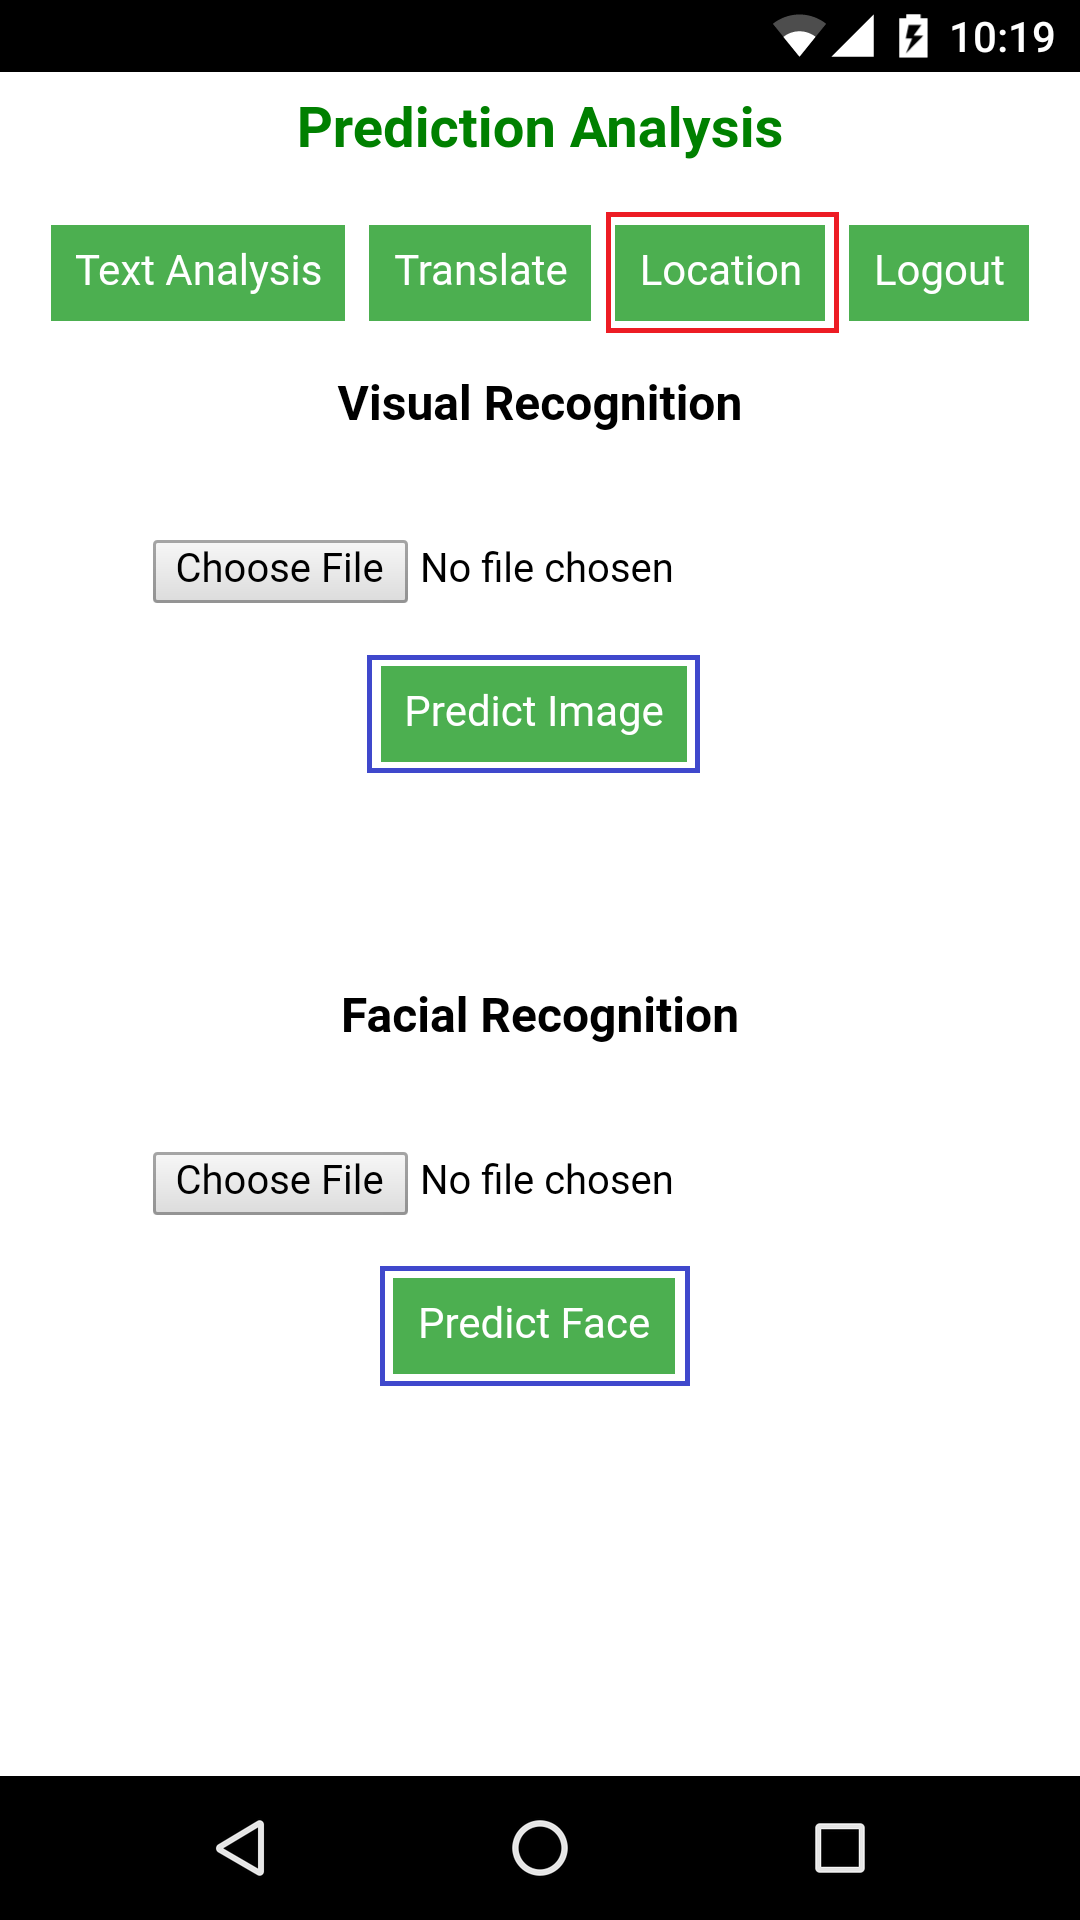 10:19
Prediction Analysis
Text Analysis Translate Location Logout
Visual Recognition
Choose File No file chosen
Predict Image
Facial Recognition
Choose File No file chosen
Predict Face